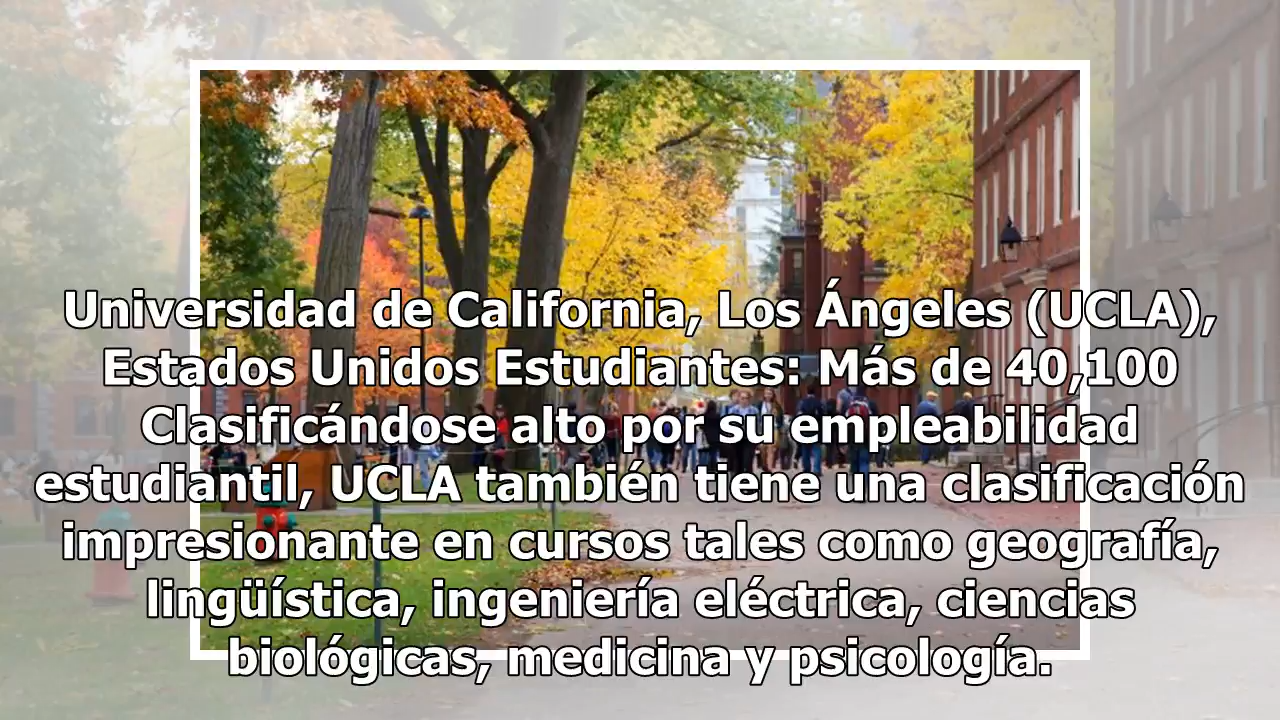 Universidad de California, Los Ángeles (UCLA),
Estados Unidos Estudiantes: Más de 40,100
Clasificándose alto por su empleabilidad
estudiantil, UCLA también tiene una clasificación
impresionante en cursos tales como geografía,
lingüística, ingeniería eléctrica, ciencias
biológicas, medicina y psicología.